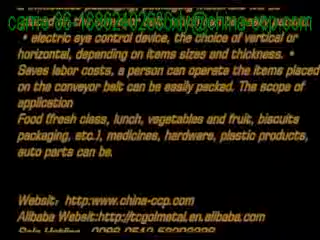 * electric eye control device, the choice of vertical or
horizontal, depending on items sizes and thickness. *
Saves labor costs, a person can operate the items placed
on the conveyor belt can be easily packed. The scope of
application
Food (fresh class, lunch, vegetables and fruit, biscuits
packaging, etc.), medicines, hardware, plastic products,
auto parts can be.
Websit: http:www.china-ccp.com
Alibaba Websit:http://tcgolmetal.en.alibaba.com